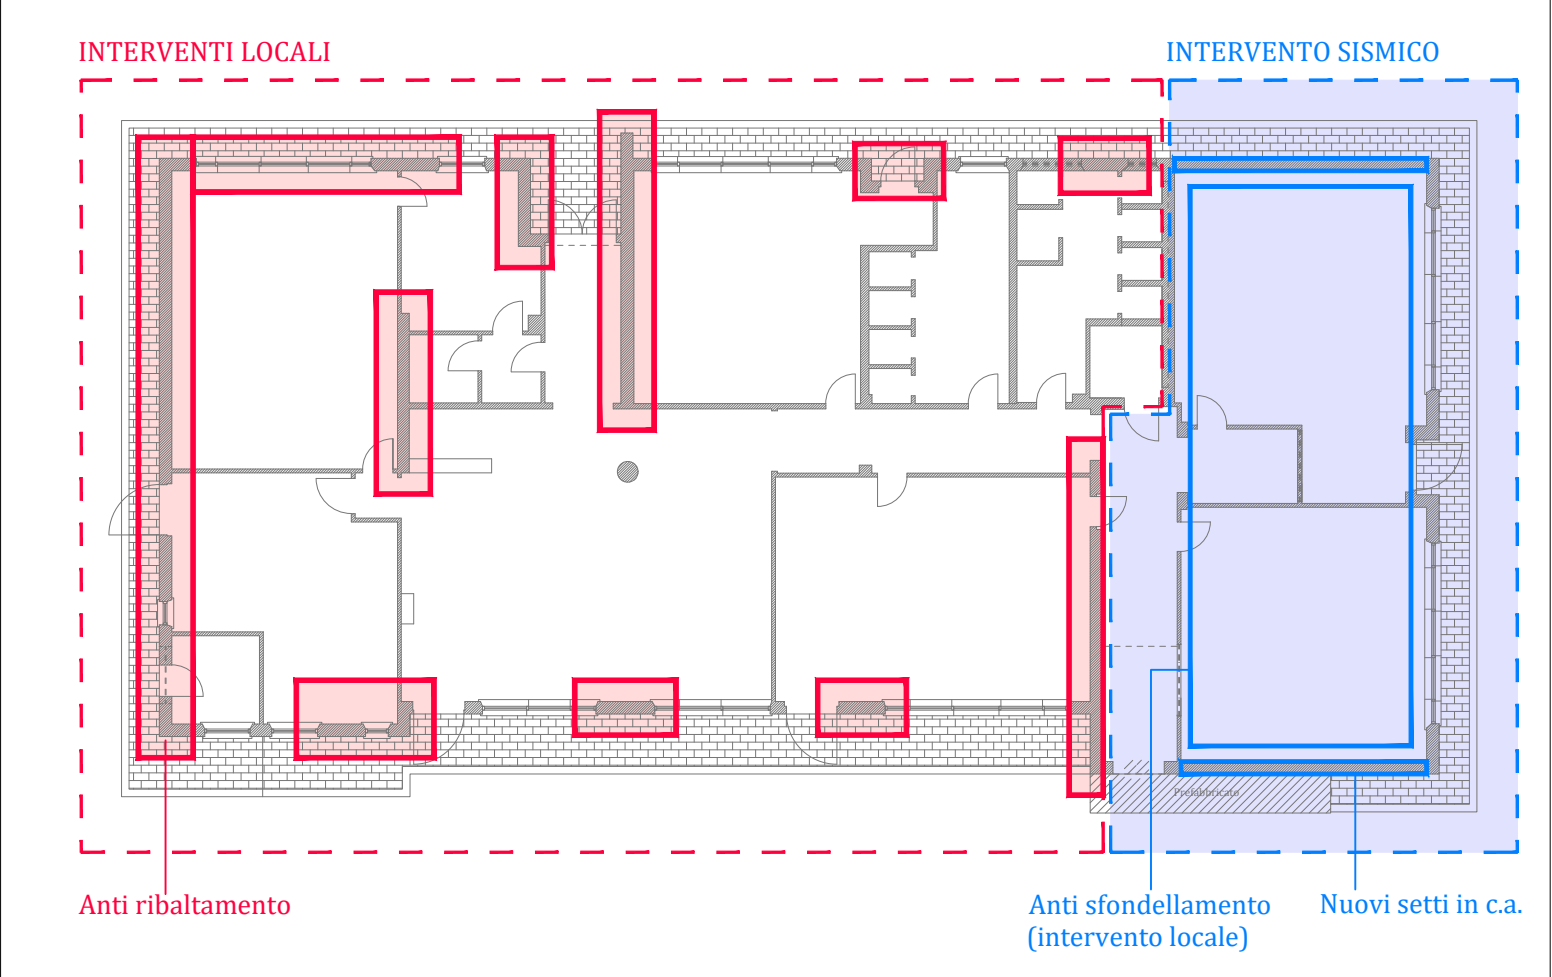 INTERVENTI LOCALI
INTERVENTO SISMICO
Prefabbricato
Anti ribaltamento
Anti sfondellamento
(intervento locale)
Nuovi setti in c.a.